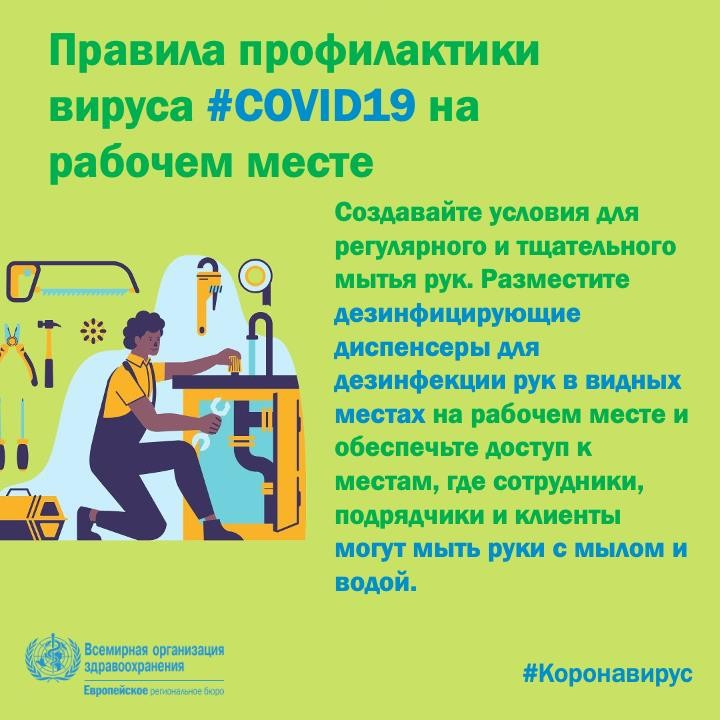 Правила профилактики
вируса #COVID19 на
рабочем месте
Создавайте условия для
регулярного и тщательного
мытья рук. Разместите
дезинфицирующие
диспенсеры для
дезинфекции рук в видных
местах на рабочем месте и
обеспечьте доступ к
местам, где сотрудники,
подрядчики и клиенты
могут мыть руки с мылом и
водой.
Всемирная организация
здравоохранения
Европейское региональное бюро
#Коронавирус